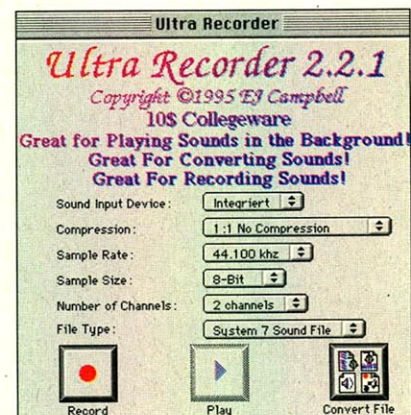 Ultra Recorder
Ultra Recorder 2.2.1
Copyright ©1995 EJ Campbell
10$ Collegeware
Great for Playing Sounds in the Background!
Great For Converting Sounds!
Great For Recording Sounds!
Sound Input Device: Integriert
Compression: 1:1 No Compression
Sample Rate: 44.100 khz
Sample Size: 8-Bit
Number of Channels: 2 channels
File Type: System 7 Sound File
Record Play Convert File